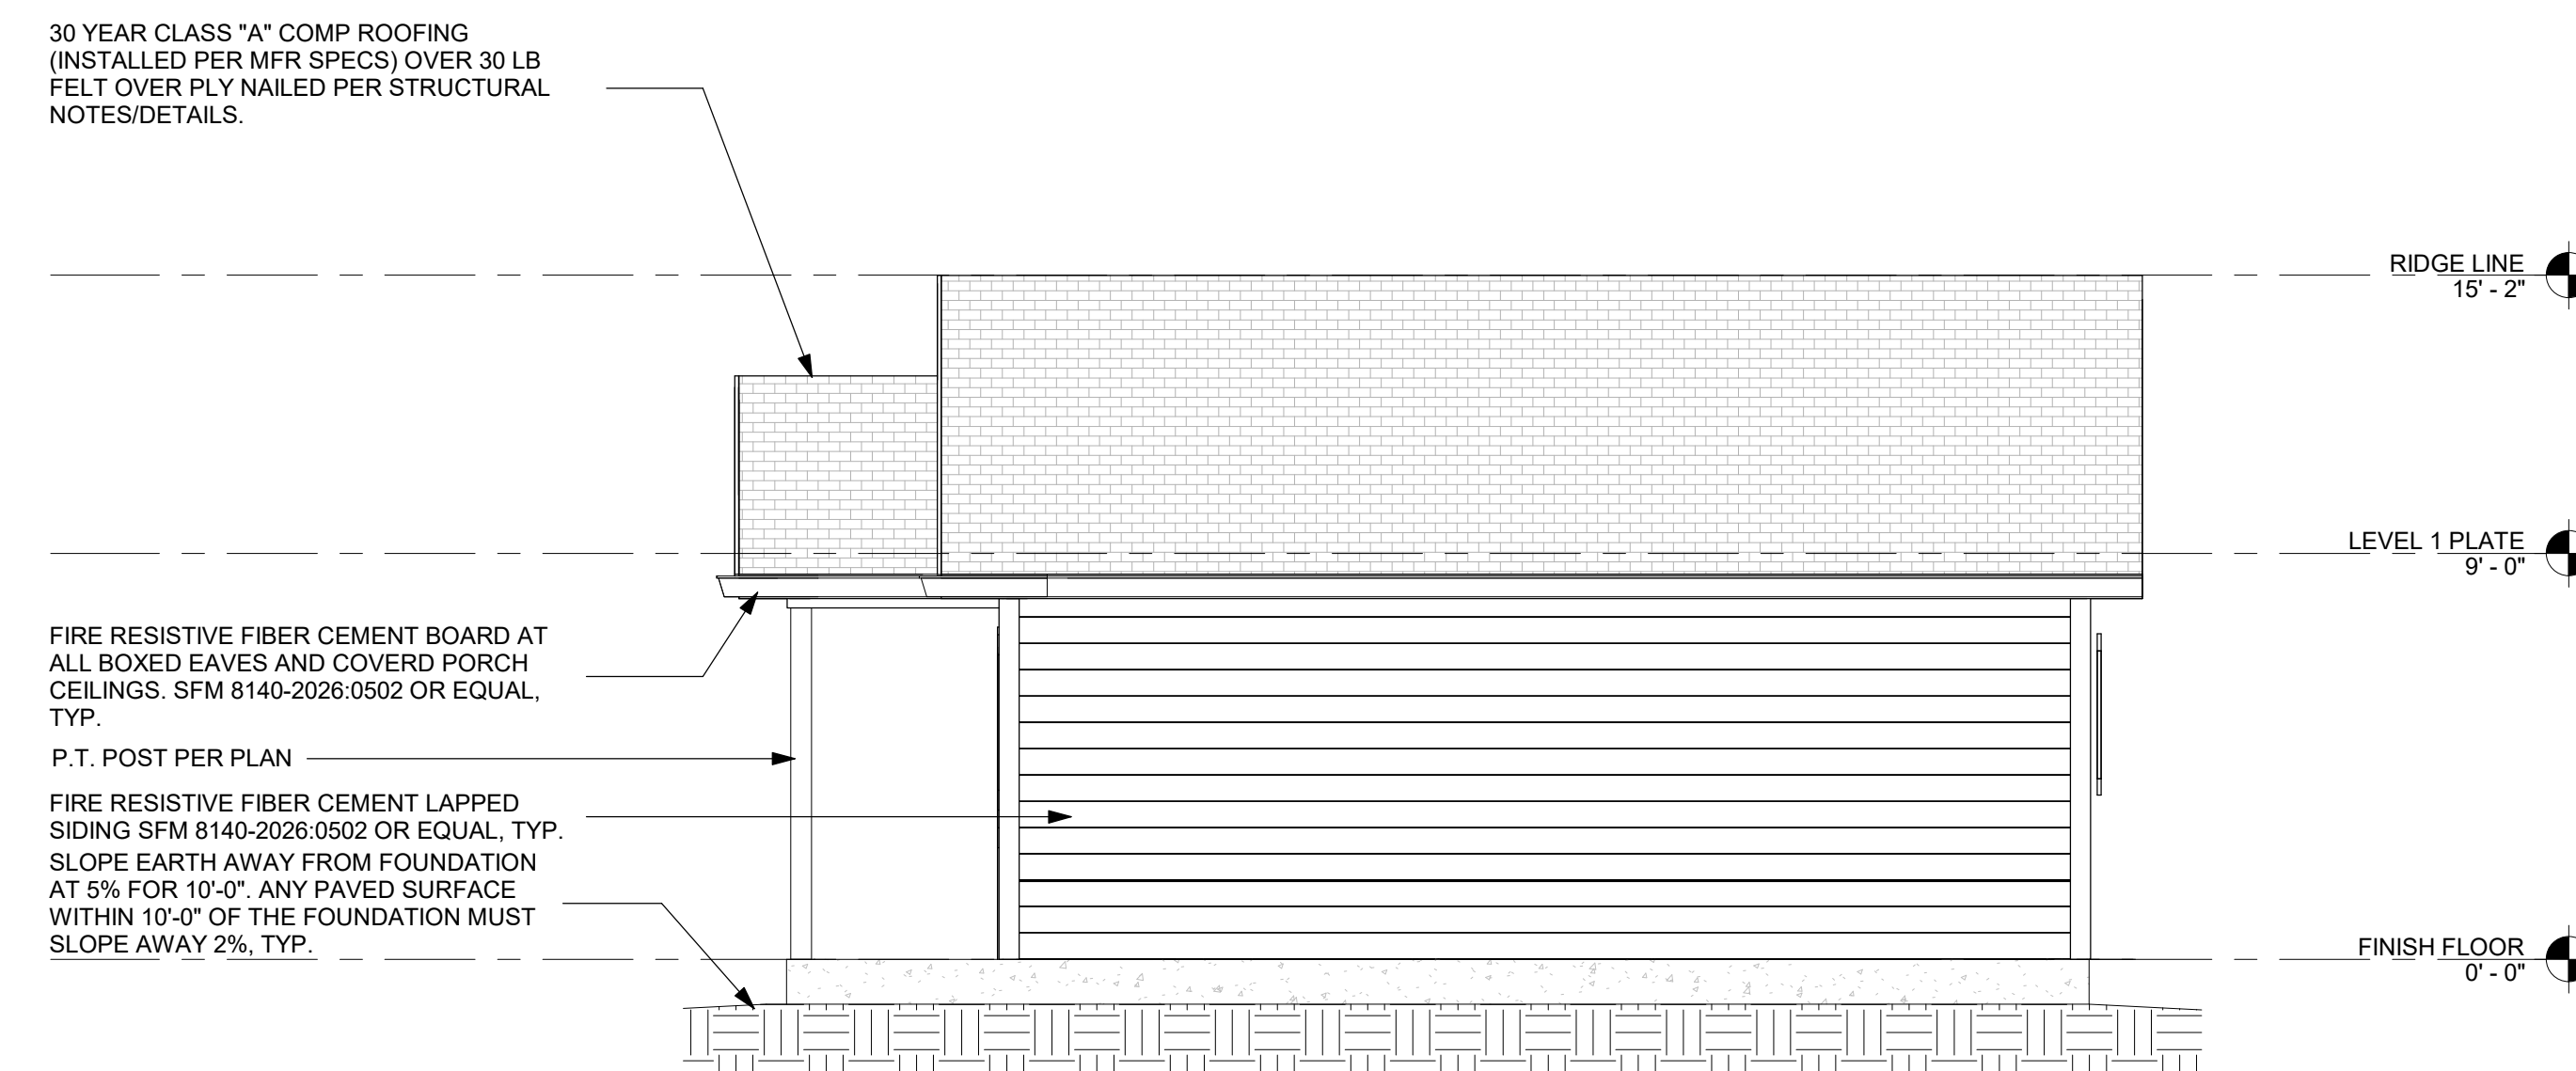 30 YEAR CLASS "A" COMP ROOFING
(INSTALLED PER MFR SPECS) OVER 30 LB
FELT OVER PLY NAILED PER STRUCTURAL
NOTES/DETAILS.
RIDGE LINE
15' - 2"
LEVEL 1 PLATE
9' - 0"
FIRE RESISTIVE FIBER CEMENT BOARD AT
ALL BOXED EAVES AND COVERD PORCH
CEILINGS. SFM 8140-2026:0502 OR EQUAL,
TYP.
P.T. POST PER PLAN
FIRE RESISTIVE FIBER CEMENT LAPPED
SIDING SFM 8140-2026:0502 OR EQUAL, TYP.
SLOPE EARTH AWAY FROM FOUNDATION
AT 5% FOR 10'-0". ANY PAVED SURFACE
WITHIN 10'-0" OF THE FOUNDATION MUST
SLOPE AWAY 2%, TYP.
FINISH FLOOR
0' - 0"